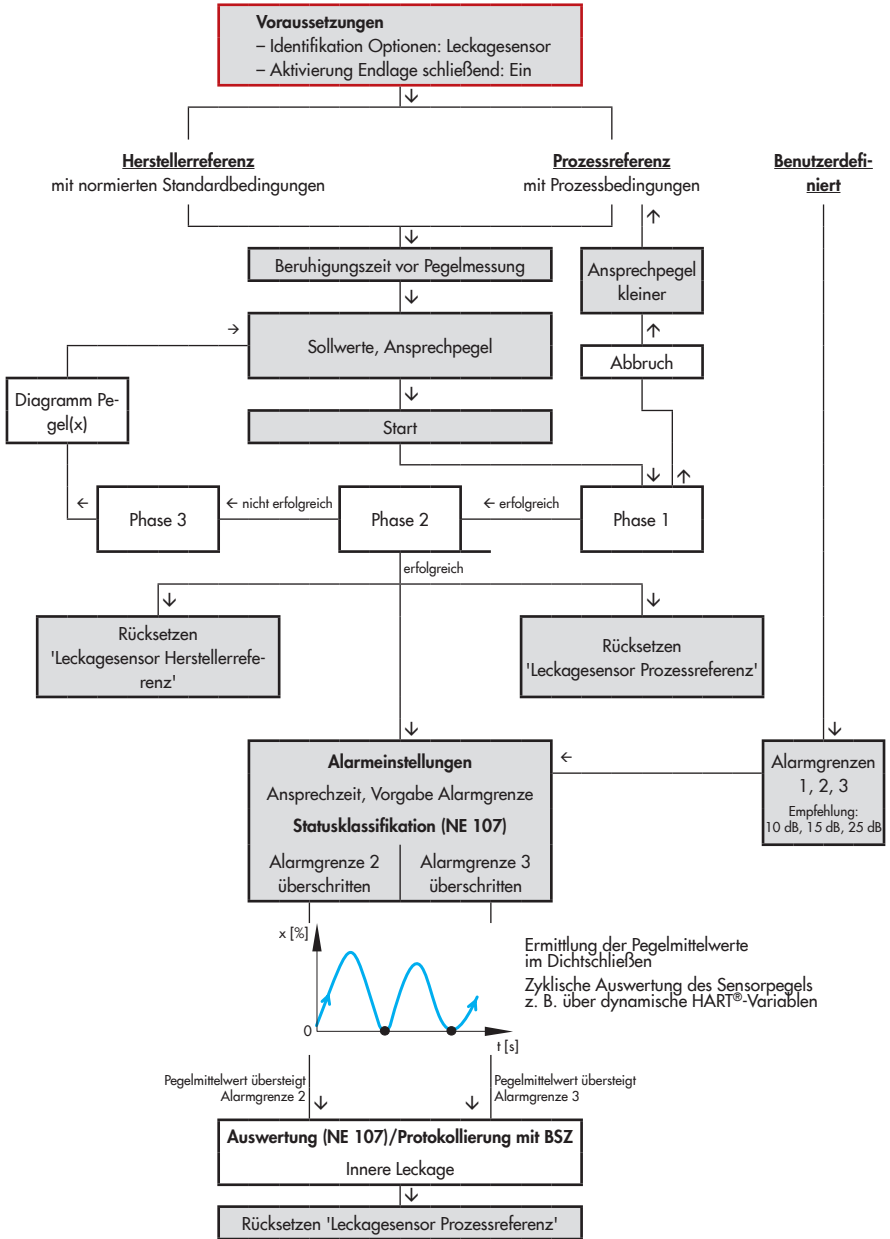 Voraussetzungen
– Identifikation Optionen: Leckagesensor
– Aktivierung Endlage schließend: Ein
Herstellerreferenz
mit normierten Standardbedingungen
Prozessreferenz
mit Prozessbedingungen
Benutzerdefi-
niert
Beruhigungszeit vor Pegelmessung
Ansprechpegel
kleiner
Sollwerte, Ansprechpegel
Abbruch
Diagramm Pe-
gel(x)
Start
Phase 3
← nicht erfolgreich
Phase 2
← erfolgreich
Phase 1
erfolgreich
Rücksetzen
'Leckagesensor Herstellerrefe-
renz'
Rücksetzen
'Leckagesensor Prozessreferenz'
Alarmeinstellungen
Ansprechzeit, Vorgabe Alarmgrenze
Statusklassifikation (NE 107)
Alarmgrenze 2
überschritten
Alarmgrenze 3
überschritten
Alarmgrenzen
1, 2, 3
Empfehlung:
10 dB, 15 dB, 25 dB
x [%]
0
t [s]
Ermittlung der Pegelmittelwerte
im Dichtschließen
Zyklische Auswertung des Sensorpegels
z. B. über dynamische HART®-Variablen
Pegelmittelwert übersteigt
Alarmgrenze 2
Pegelmittelwert übersteigt
Alarmgrenze 3
Auswertung (NE 107)/Protokollierung mit BSZ
Innere Leckage
Rücksetzen 'Leckagesensor Prozessreferenz'